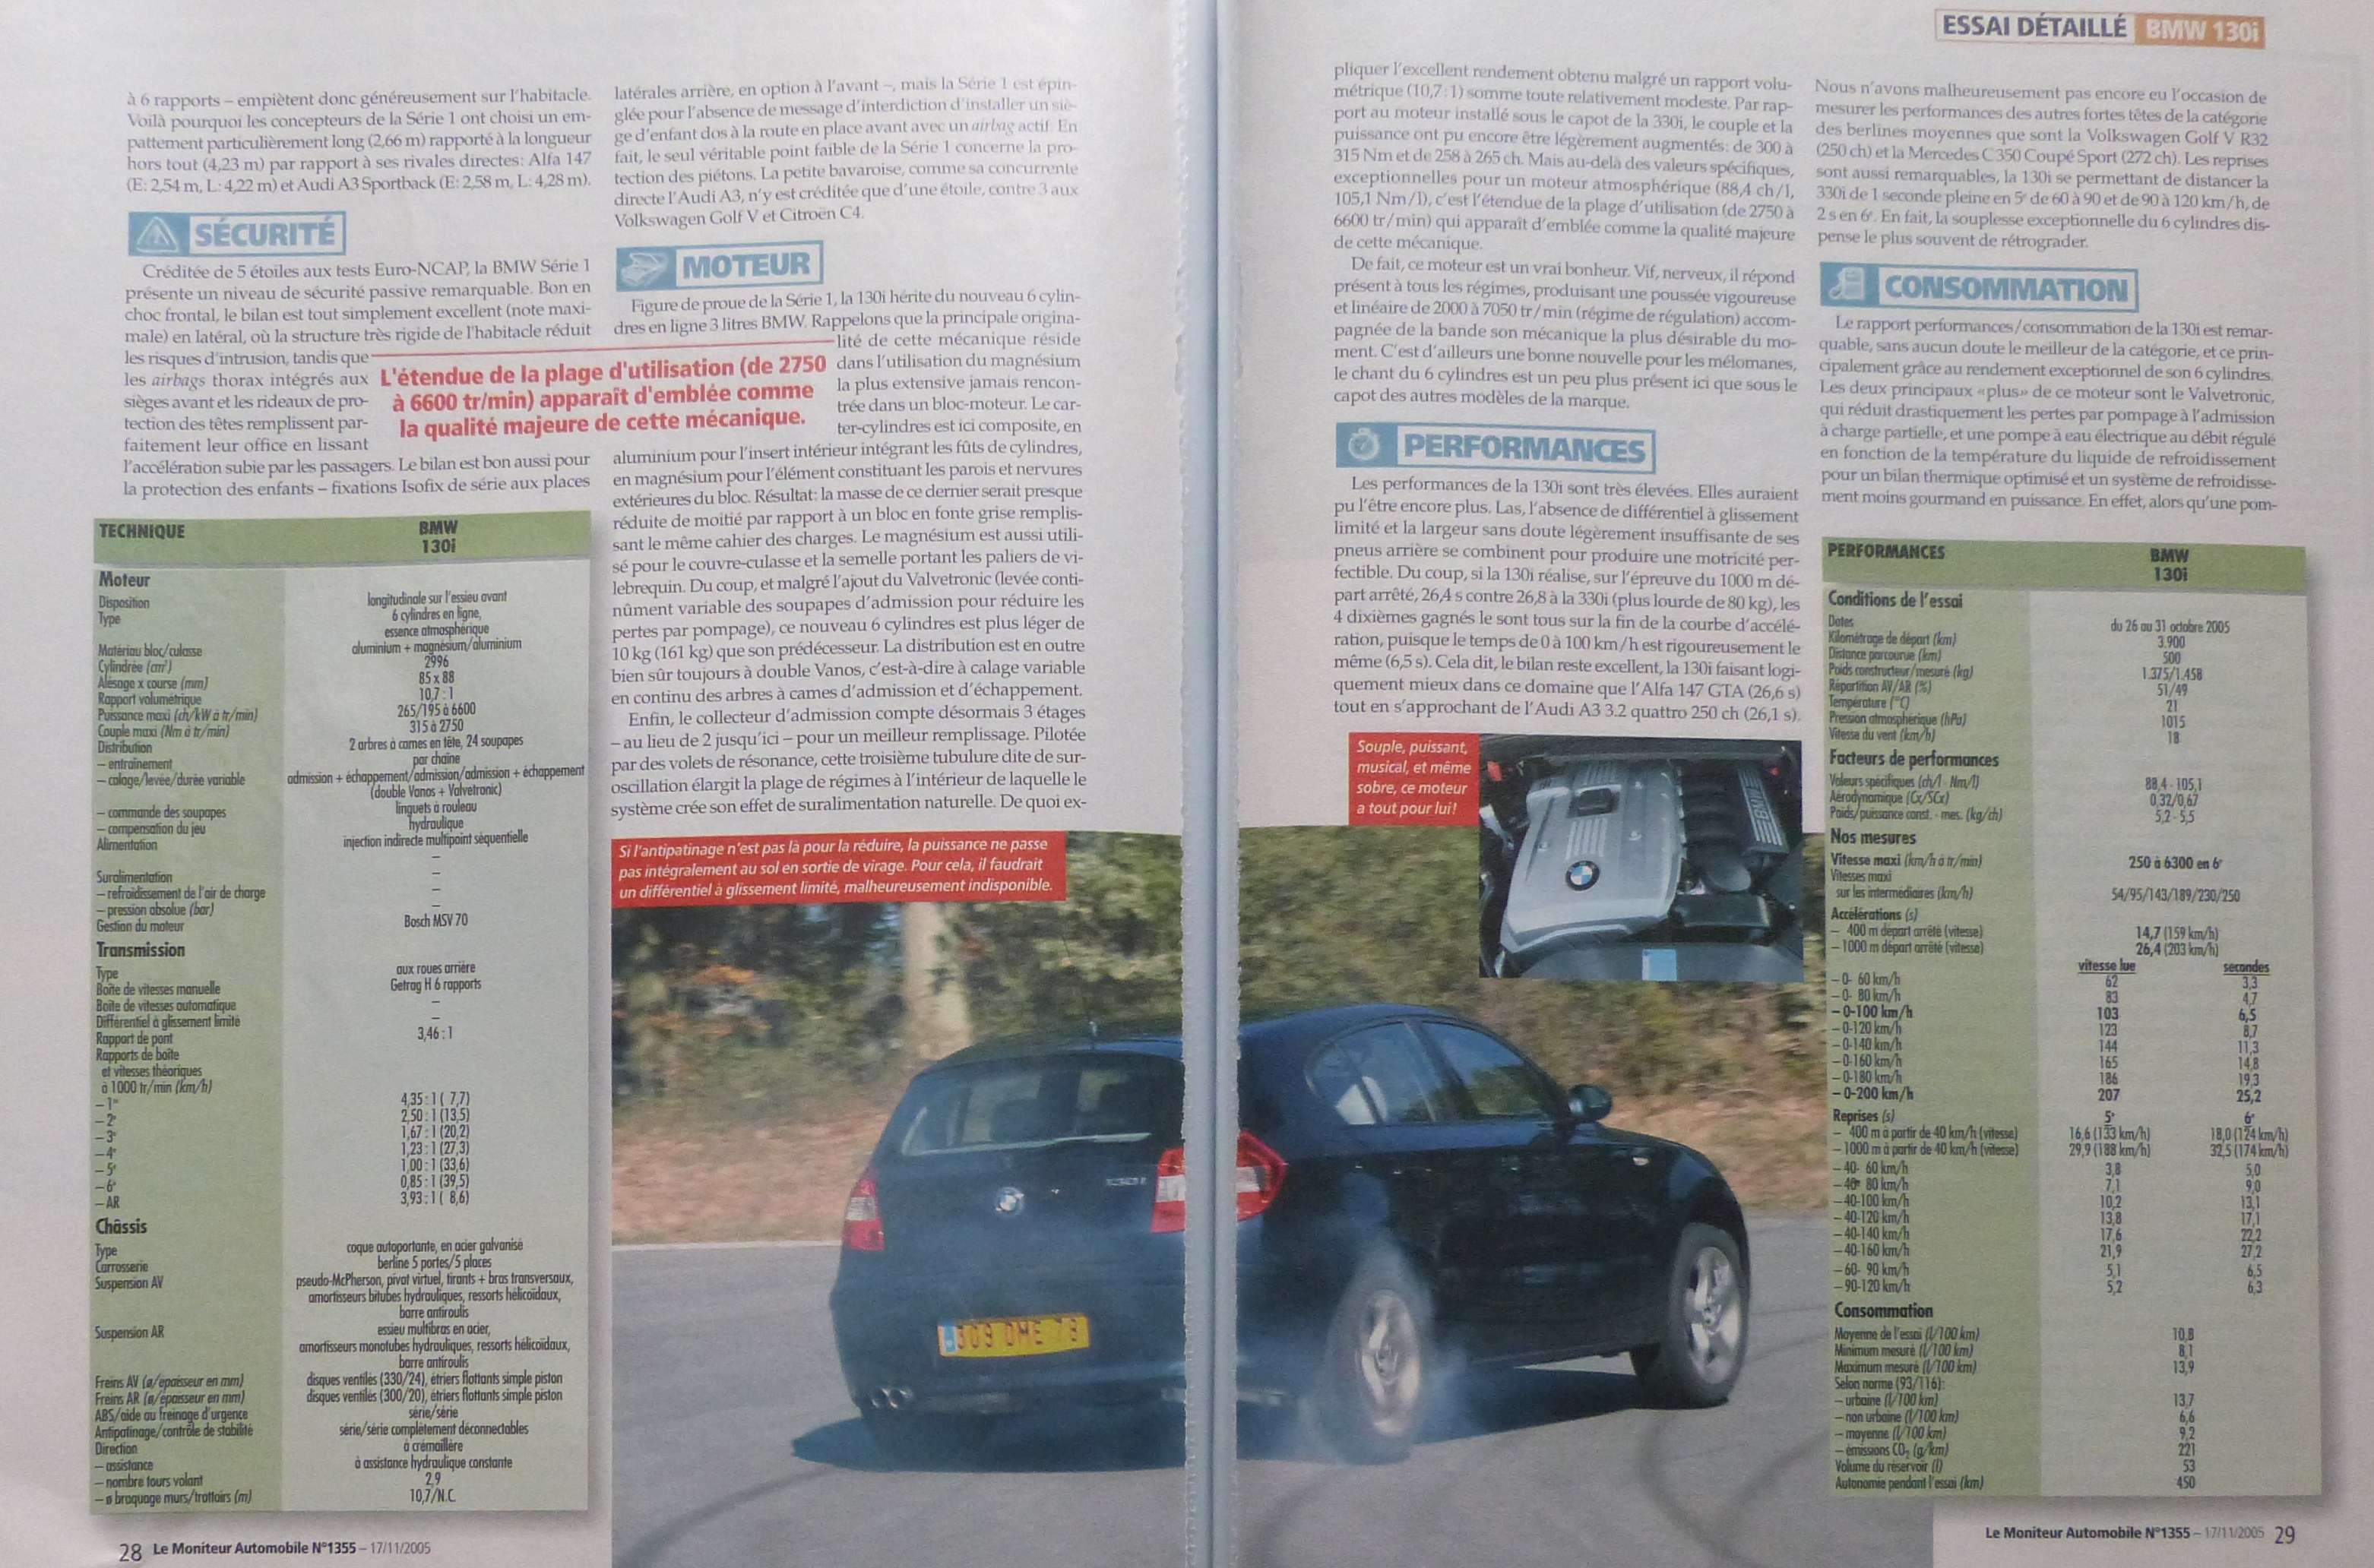 ESSAI DÉTAILLÉ BMW 130i
à 6 rapports – empiètent donc généreusement sur l'habitacle.
Voilà pourquoi les concepteurs de la Série 1 ont choisi un em-
pattement particulièrement long (2,66 m) rapporté à la longueur
hors tout (4,23 m) par rapport à ses rivales directes: Alfa 147
(E: 2,54 m, L: 4,22 m) et Audi A3 Sportback (E: 2,58 m, L: 4,28 m).
SÉCURITÉ
Créditée de 5 étoiles aux tests Euro-NCAP, la BMW Série 1
présente un niveau de sécurité passive remarquable. Bon en
choc frontal, le bilan est tout simplement excellent (note maxi-
male) en latéral, où la structure très rigide de l'habitacle réduit
les risques d'intrusion, tandis que
les airbags thorax intégrés aux
sièges avant et les rideaux de pro-
tection des têtes remplissent par-
faitement leur office en lissant
l'accélération subie par les passagers. Le bilan est bon aussi pour
la protection des enfants – fixations Isofix de série aux places
L'étendue de la plage d'utilisation (de 2750
à 6600 tr/min) apparaît d'emblée comme
la qualité majeure de cette mécanique.
TECHNIQUE BMW
130i
Moteur
Disposition longitudinale sur l'essieu avant
Type 6 cylindres en ligne,
essence atmosphérique
Matériau bloc/culasse aluminium + magnésium/aluminium
Cylindrée (cm³) 2996
Alésage x course (mm) 85 x 88
Rapport volumétrique 10,7 : 1
Puissance maxi (ch/kW à tr/min) 265/195 à 6600
Couple maxi (Nm à tr/min) 315 à 2750
Distribution 2 arbres à cames en tête, 24 soupapes
– entraînement par chaîne
– calage/levée/durée variable admission + échappement/admission/admission + échappement
(double Vanos + Valvetronic)
– commande des soupapes linguets à rouleau
– compensation du jeu hydraulique
Alimentation injection indirecte multipoint séquentielle
Suralimentation –
– refroidissement de l'air de charge –
– pression absolue (bar) –
Gestion du moteur Bosch MSV 70
Transmission
Type aux roues arrière
Boîte de vitesses manuelle Getrag H 6 rapports
Boîte de vitesses automatique –
Différentiel à glissement limité –
Rapport de pont 3,46 : 1
Rapports de boîte
et vitesses théoriques
à 1000 tr/min (km/h)
– 1re 4,35 : 1 ( 7,7)
– 2e 2,50 : 1 (13,5)
– 3e 1,67 : 1 (20,2)
– 4e 1,23 : 1 (27,3)
– 5e 1,00 : 1 (33,6)
– 6e 0,85 : 1 (39,5)
– AR 3,93 : 1 ( 8,6)
Châssis
Type coque autoportante, en acier galvanisé
Carrosserie berline 5 portes/5 places
Suspension AV pseudo-McPherson, pivot virtuel, tirants + bras transversaux,
amortisseurs bitubes hydrauliques, ressorts hélicoïdaux,
barre antiroulis
Suspension AR essieu multibras en acier,
amortisseurs monotubes hydrauliques, ressorts hélicoïdaux,
barre antiroulis
Freins AV (ø/épaisseur en mm) disques ventilés (330/24), étriers flottants simple piston
Freins AR (ø/épaisseur en mm) disques ventilés (300/20), étriers flottants simple piston
ABS/aide au freinage d'urgence série/série
Antipatinage/contrôle de stabilité série/série complètement déconnectables
Direction à crémaillère
– assistance à assistance hydraulique constante
– nombre tours volant 2,9
– ø braquage murs/trottoirs (m) 10,7/N.C.
28 Le Moniteur Automobile N°1355 – 17/11/2005
latérales arrière, en option à l'avant –, mais la Série 1 est épin-
glée pour l'absence de message d'interdiction d'installer un siè-
ge d'enfant dos à la route en place avant avec un airbag actif. En
fait, le seul véritable point faible de la Série 1 concerne la pro-
tection des piétons. La petite bavaroise, comme sa concurrente
directe l'Audi A3, n'y est créditée que d'une étoile, contre 3 aux
Volkswagen Golf V et Citroën C4.
MOTEUR
Figure de proue de la Série 1, la 130i hérite du nouveau 6 cylin-
dres en ligne 3 litres BMW. Rappelons que la principale origina-
lité de cette mécanique réside
dans l'utilisation du magnésium
la plus extensive jamais rencon-
trée dans un bloc-moteur. Le car-
ter-cylindres est ici composite, en
aluminium pour l'insert intérieur intégrant les fûts de cylindres,
en magnésium pour l'élément constituant les parois et nervures
extérieures du bloc. Résultat: la masse de ce dernier serait presque
réduite de moitié par rapport à un bloc en fonte grise remplis-
sant le même cahier des charges. Le magnésium est aussi utili-
sé pour le couvre-culasse et la semelle portant les paliers de vi-
lebrequin. Du coup, et malgré l'ajout du Valvetronic (levée conti-
nûment variable des soupapes d'admission pour réduire les
pertes par pompage), ce nouveau 6 cylindres est plus léger de
10 kg (161 kg) que son prédécesseur. La distribution est en outre
bien sûr toujours à double Vanos, c'est-à-dire à calage variable
en continu des arbres à cames d'admission et d'échappement.
Enfin, le collecteur d'admission compte désormais 3 étages
– au lieu de 2 jusqu'ici – pour un meilleur remplissage. Pilotée
par des volets de résonance, cette troisième tubulure dite de sur-
oscillation élargit la plage de régimes à l'intérieur de laquelle le
système crée son effet de suralimentation naturelle. De quoi ex-
Si l'antipatinage n'est pas là pour la réduire, la puissance ne passe
pas intégralement au sol en sortie de virage. Pour cela, il faudrait
un différentiel à glissement limité, malheureusement indisponible.
130i
309 DME 78
pliquer l'excellent rendement obtenu malgré un rapport volu-
métrique (10,7 : 1) somme toute relativement modeste. Par rap-
port au moteur installé sous le capot de la 330i, le couple et la
puissance ont pu encore être légèrement augmentés: de 300 à
315 Nm et de 258 à 265 ch. Mais au-delà des valeurs spécifiques,
exceptionnelles pour un moteur atmosphérique (88,4 ch/l,
105,1 Nm/l), c'est l'étendue de la plage d'utilisation (de 2750 à
6600 tr/min) qui apparaît d'emblée comme la qualité majeure
de cette mécanique.
De fait, ce moteur est un vrai bonheur. Vif, nerveux, il répond
présent à tous les régimes, produisant une poussée vigoureuse
et linéaire de 2000 à 7050 tr/min (régime de régulation) accom-
pagnée de la bande son mécanique la plus désirable du mo-
ment. C'est d'ailleurs une bonne nouvelle pour les mélomanes,
le chant du 6 cylindres est un peu plus présent ici que sous le
capot des autres modèles de la marque.
PERFORMANCES
Les performances de la 130i sont très élevées. Elles auraient
pu l'être encore plus. Las, l'absence de différentiel à glissement
limité et la largeur sans doute légèrement insuffisante de ses
pneus arrière se combinent pour produire une motricité per-
fectible. Du coup, si la 130i réalise, sur l'épreuve du 1000 m dé-
part arrêté, 26,4 s contre 26,8 à la 330i (plus lourde de 80 kg), les
4 dixièmes gagnés le sont tous sur la fin de la courbe d'accélé-
ration, puisque le temps de 0 à 100 km/h est rigoureusement le
même (6,5 s). Cela dit, le bilan reste excellent, la 130i faisant logi-
quement mieux dans ce domaine que l'Alfa 147 GTA (26,6 s)
tout en s'approchant de l'Audi A3 3.2 quattro 250 ch (26,1 s).
Souple, puissant,
musical, et même
sobre, ce moteur
a tout pour lui!
BMW
Nous n'avons malheureusement pas encore eu l'occasion de
mesurer les performances des autres fortes têtes de la catégorie
des berlines moyennes que sont la Volkswagen Golf V R32
(250 ch) et la Mercedes C 350 Coupé Sport (272 ch). Les reprises
sont aussi remarquables, la 130i se permettant de distancer la
330i de 1 seconde pleine en 5e de 60 à 90 et de 90 à 120 km/h, de
2 s en 6e. En fait, la souplesse exceptionnelle du 6 cylindres dis-
pense le plus souvent de rétrograder.
CONSOMMATION
Le rapport performances/consommation de la 130i est remar-
quable, sans aucun doute le meilleur de la catégorie, et ce prin-
cipalement grâce au rendement exceptionnel de son 6 cylindres.
Les deux principaux «plus» de ce moteur sont le Valvetronic,
qui réduit drastiquement les pertes par pompage à l'admission
à charge partielle, et une pompe à eau électrique au débit régulé
en fonction de la température du liquide de refroidissement
pour un bilan thermique optimisé et un système de refroidisse-
ment moins gourmand en puissance. En effet, alors qu'une pom-
PERFORMANCES BMW
130i
Conditions de l'essai
Dates du 26 au 31 octobre 2005
Kilométrage de départ (km) 3.900
Distance parcourue (km) 500
Poids constructeur/mesuré (kg) 1.375/1.458
Répartition AV/AR (%) 51/49
Température (°C) 21
Pression atmosphérique (hPa) 1015
Vitesse du vent (km/h) 18
Facteurs de performances
Valeurs spécifiques (ch/l - Nm/l) 88,4 - 105,1
Aérodynamique (Cx/SCx) 0,32/0,67
Poids/puissance const. - mes. (kg/ch) 5,2 - 5,5
Nos mesures
Vitesse maxi (km/h à tr/min) 250 à 6300 en 6e
Vitesses maxi
sur les intermédiaires (km/h) 54/95/143/189/230/250
Accélérations (s)
– 400 m départ arrêté (vitesse) 14,7 (159 km/h)
– 1000 m départ arrêté (vitesse) 26,4 (203 km/h)
vitesse lue secondes
– 0- 60 km/h 62 3,3
– 0- 80 km/h 83 4,7
– 0-100 km/h 103 6,5
– 0-120 km/h 123 8,7
– 0-140 km/h 144 11,3
– 0-160 km/h 165 14,8
– 0-180 km/h 186 19,3
– 0-200 km/h 207 25,2
Reprises (s) 5e 6e
– 400 m à partir de 40 km/h (vitesse) 16,6 (133 km/h) 18,0 (124 km/h)
– 1000 m à partir de 40 km/h (vitesse) 29,9 (188 km/h) 32,5 (174 km/h)
– 40- 60 km/h 3,8 5,0
– 40- 80 km/h 7,1 9,0
– 40-100 km/h 10,2 13,1
– 40-120 km/h 13,8 17,1
– 40-140 km/h 17,6 22,2
– 40-160 km/h 21,9 27,2
– 60- 90 km/h 5,1 6,5
– 90-120 km/h 5,2 6,3
Consommation
Moyenne de l'essai (l/100 km) 10,8
Minimum mesuré (l/100 km) 8,1
Maximum mesuré (l/100 km) 13,9
Selon norme (93/116):
– urbaine (l/100 km) 13,7
– non urbaine (l/100 km) 6,6
– moyenne (l/100 km) 9,2
– émissions CO₂ (g/km) 221
Volume du réservoir (l) 53
Autonomie pendant l'essai (km) 450
Le Moniteur Automobile N°1355 – 17/11/2005 29